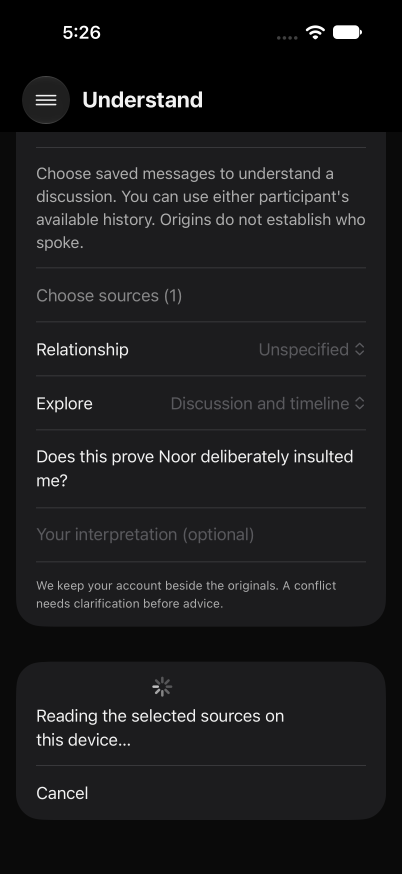 5:26
Understand
Choose saved messages to understand a
discussion. You can use either participant's
available history. Origins do not establish who
spoke.
Choose sources (1)
Relationship
Unspecified
Explore
Discussion and timeline
Does this prove Noor deliberately insulted
me?
Your interpretation (optional)
We keep your account beside the originals. A conflict
needs clarification before advice.
Reading the selected sources on
this device...
Cancel